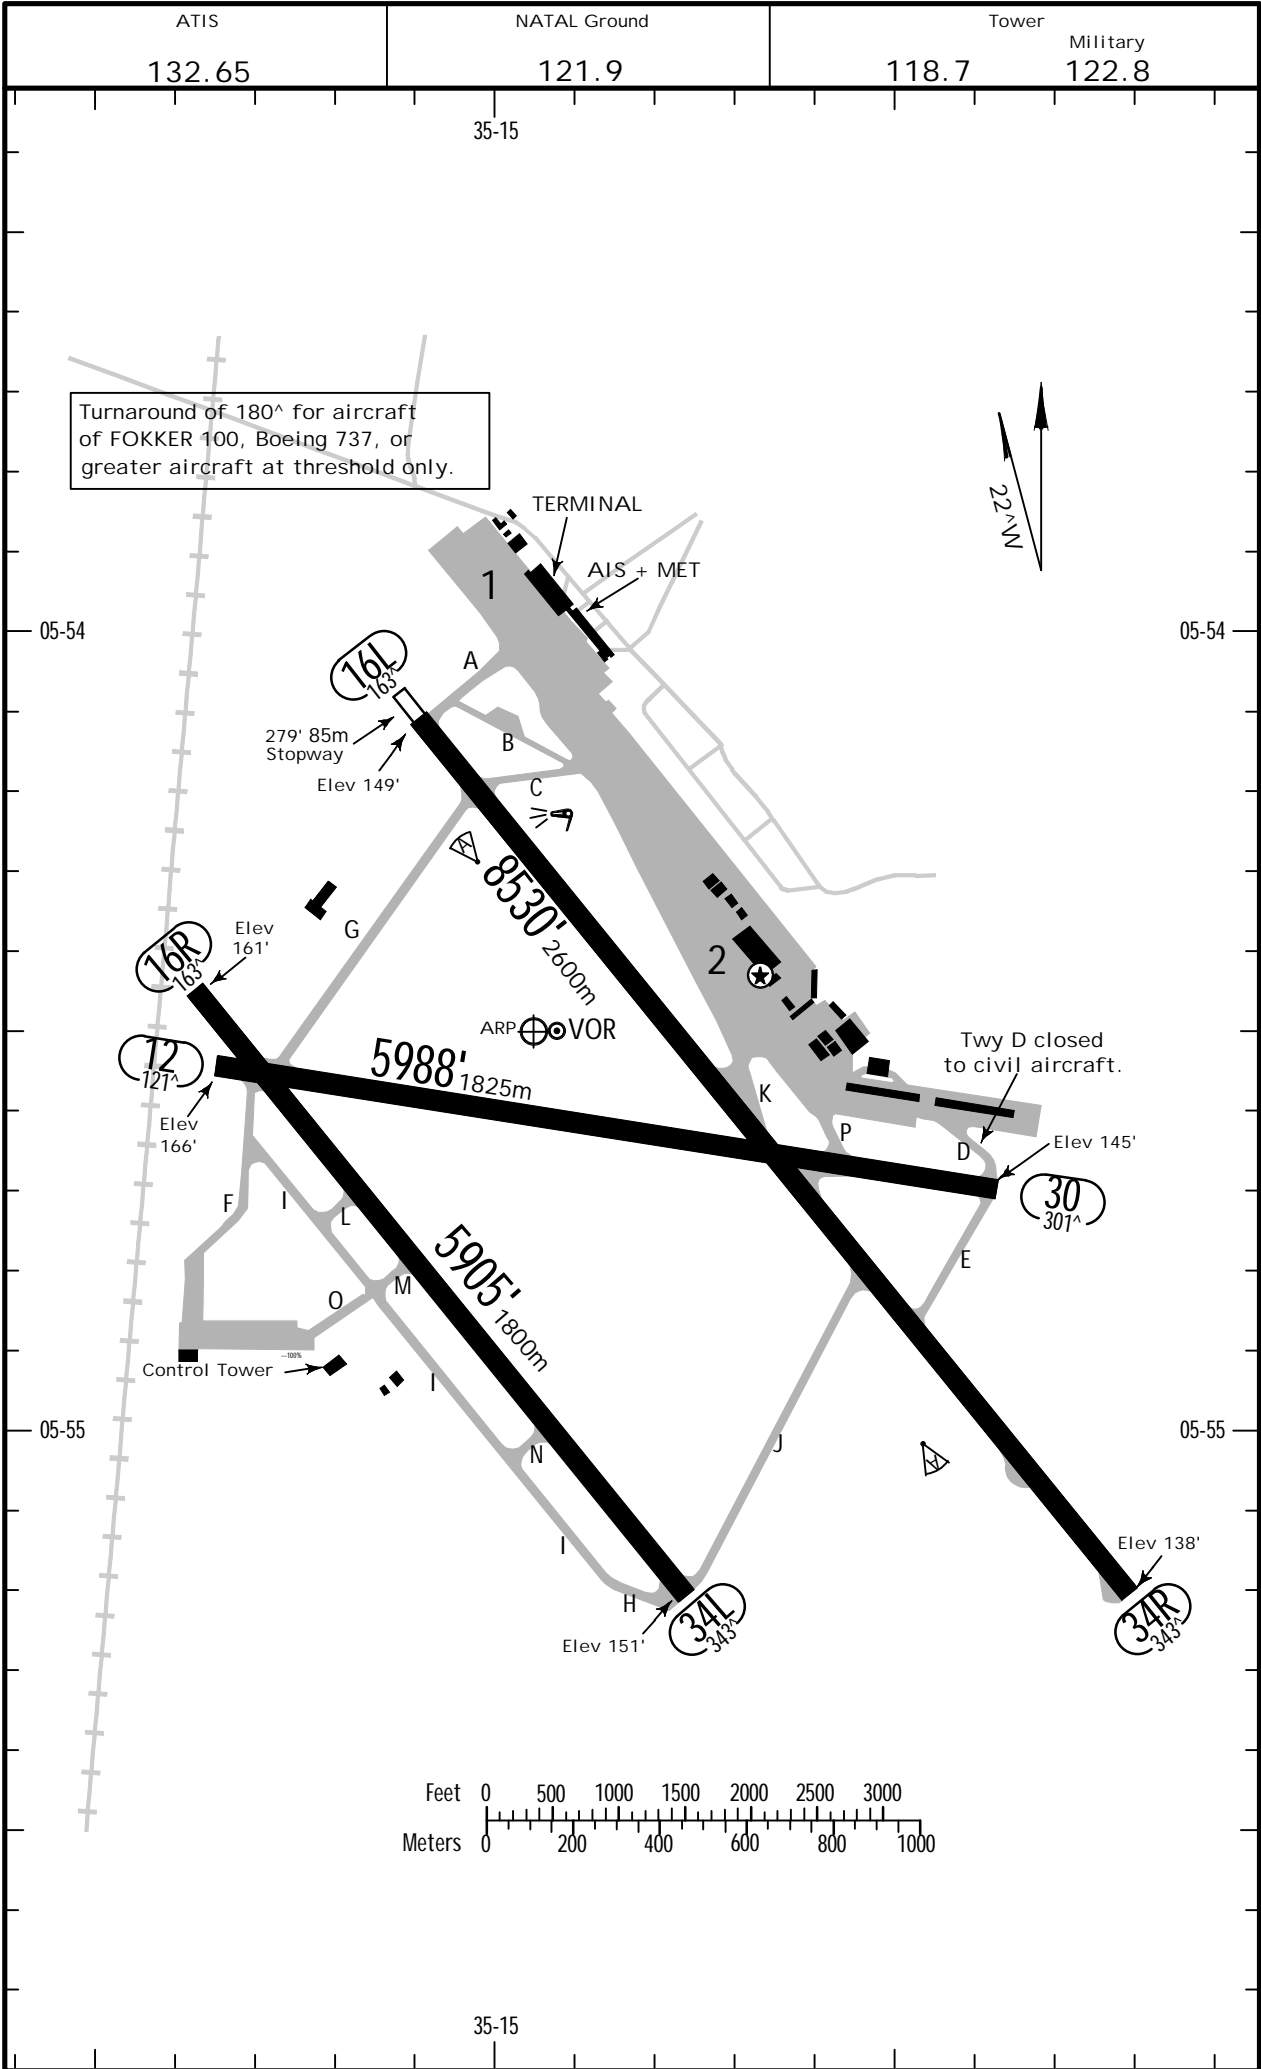 ATIS
132.65
NATAL Ground
121.9
Tower
Military
118.7 122.8
35-15
Turnaround of 180^ for aircraft
of FOKKER 100, Boeing 737, or
greater aircraft at threshold only.
22^W
TERMINAL
1
AIS + MET
05-54
05-54
16L
163^
A
279' 85m
Stopway
B
Elev 149'
C
A
8530' 2600m
G
Elev
161'
16R
163^
2
ARP
VOR
12
121^
5988' 1825m
Twy D closed
to civil aircraft.
K
Elev
166'
P
D
Elev 145'
30
301^
F
I
L
E
5905' 1800m
M
O
—100%
Control Tower
I
05-55
05-55
N
J
A
I
Elev 138'
H
34L
343^
34R
343^
Elev 151'
Feet 0 500 1000 1500 2000 2500 3000
Meters 0 200 400 600 800 1000
35-15